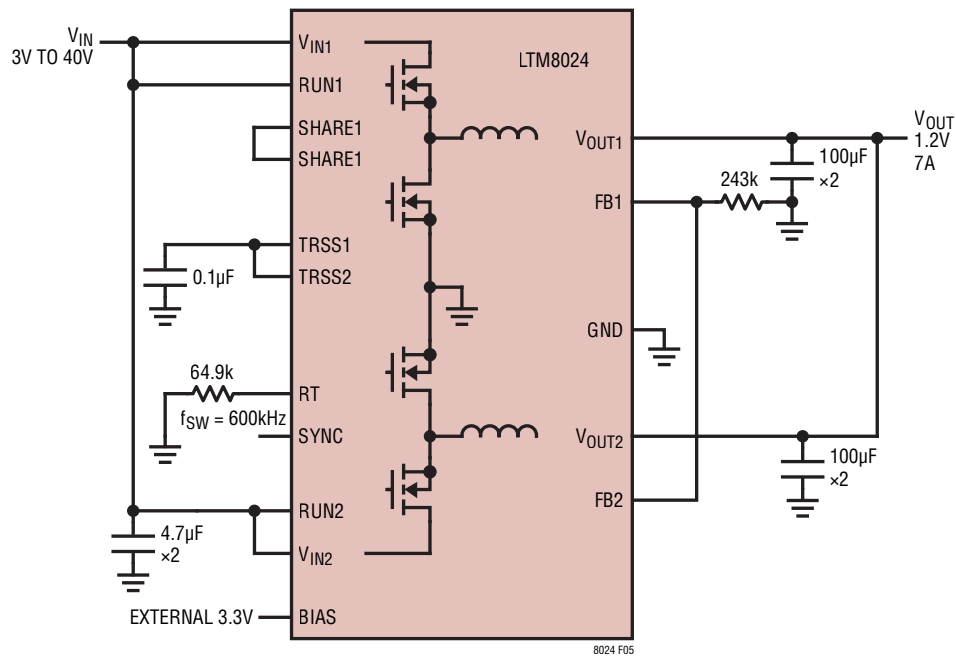 VIN
3V TO 40V
VIN1
RUN1
SHARE1
SHARE1
TRSS1
TRSS2
0.1µF
64.9k
RT
fSW = 600kHz
SYNC
RUN2
4.7µF
×2
VIN2
EXTERNAL 3.3V
BIAS
LTM8024
VOUT1
FB1
243k
100µF
×2
VOUT
1.2V
7A
GND
VOUT2
FB2
100µF
×2
8024 F05